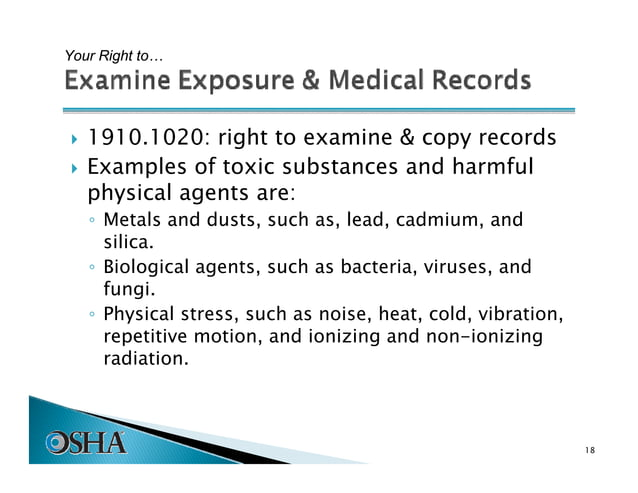 Your Right to…
Examine Exposure & Medical Records
1910.1020: right to examine & copy records
Examples of toxic substances and harmful
physical agents are:
Metals and dusts, such as, lead, cadmium, and
silica.
Biological agents, such as bacteria, viruses, and
fungi.
Physical stress, such as noise, heat, cold, vibration,
repetitive motion, and ionizing and non-ionizing
radiation.
OSHA
18